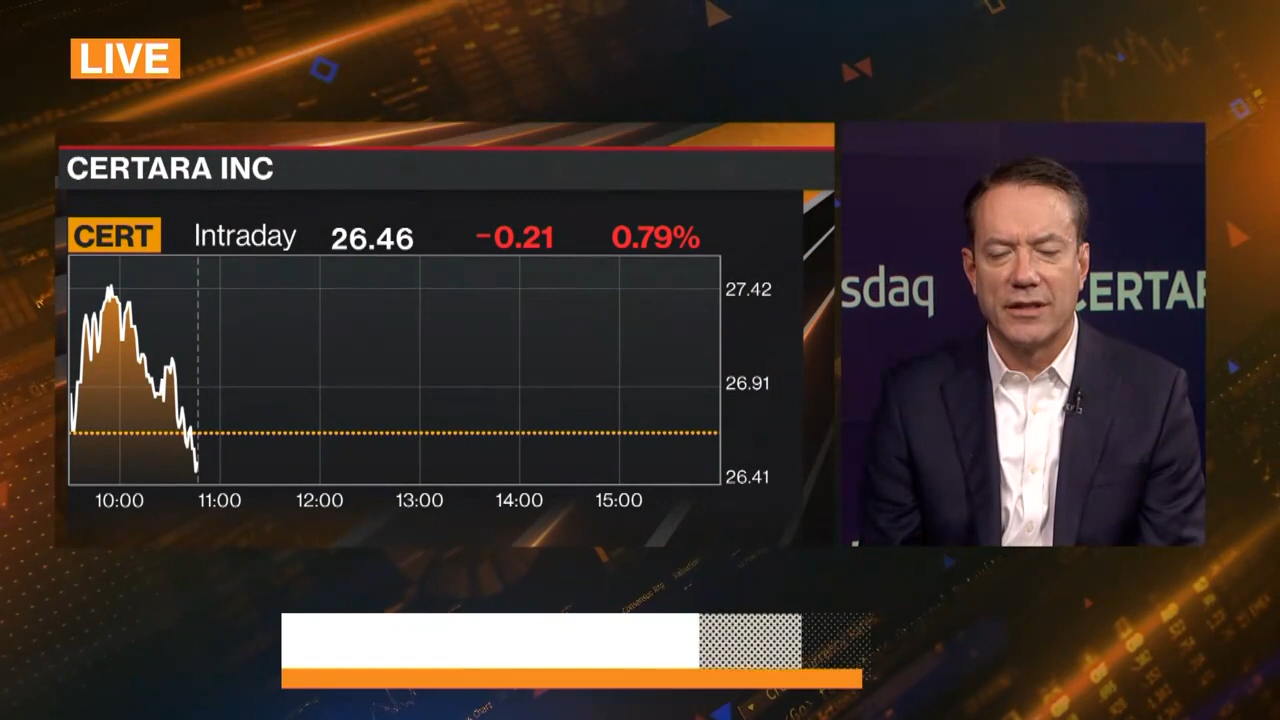 LIVE
CERTARA INC
CERT Intraday 26.46 -0.21 0.79%
27.42
26.91
26.41
10:00 11:00 12:00 13:00 14:00 15:00
sdaq CERTAR